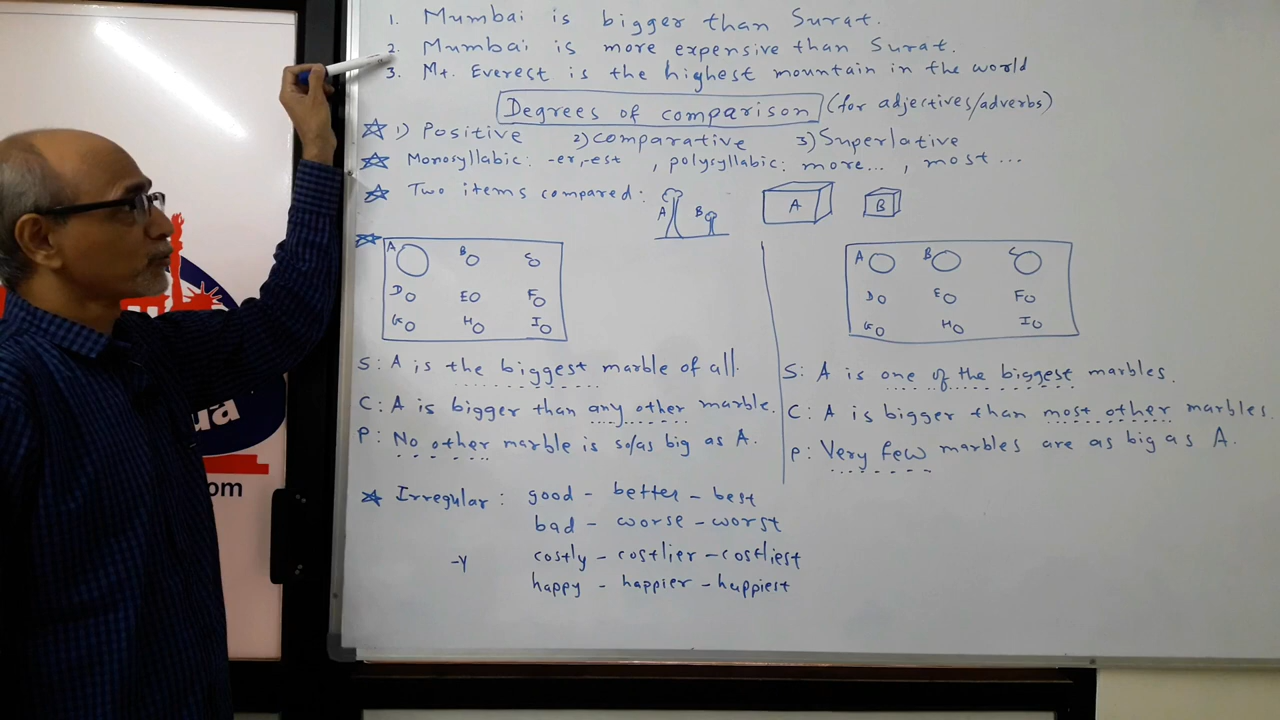 1. Mumbai is bigger than Surat.
2. Mumbai is more expensive than Surat.
3. Mt. Everest is the highest mountain in the world
Degrees of comparison (for adjectives/adverbs)
1) Positive 2) Comparative 3) Superlative
Monosyllabic: -er, -est, polysyllabic: more..., most...
Two items compared: A B A B
A B C
D E F
G H I
A B C
D E F
G H I
S: A is the biggest marble of all.
C: A is bigger than any other marble.
P: No other marble is so/as big as A.
S: A is one of the biggest marbles.
C: A is bigger than most other marbles.
P: Very few marbles are as big as A.
Irregular: good - better - best
bad - worse - worst
-Y costly - costlier - costliest
happy - happier - happiest
ua
.com